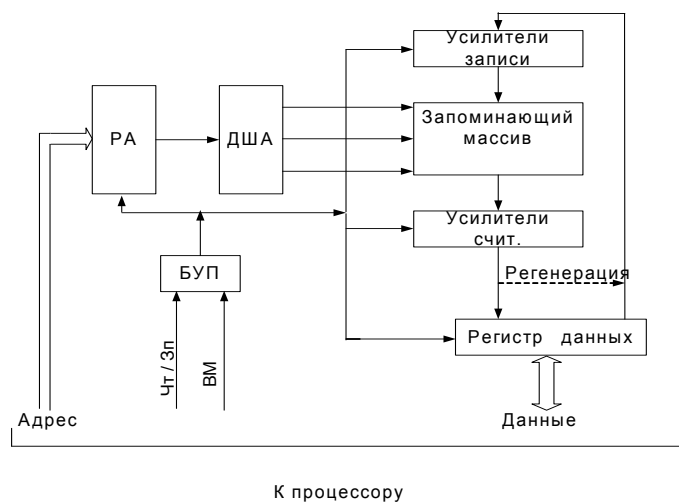 Усилители
записи
РА
ДША
Запоминающий
массив
Усилители
счит.
БУП
Регенерация
Регистр данных
Чт / Зп
ВМ
Адрес
Данные
К процессору